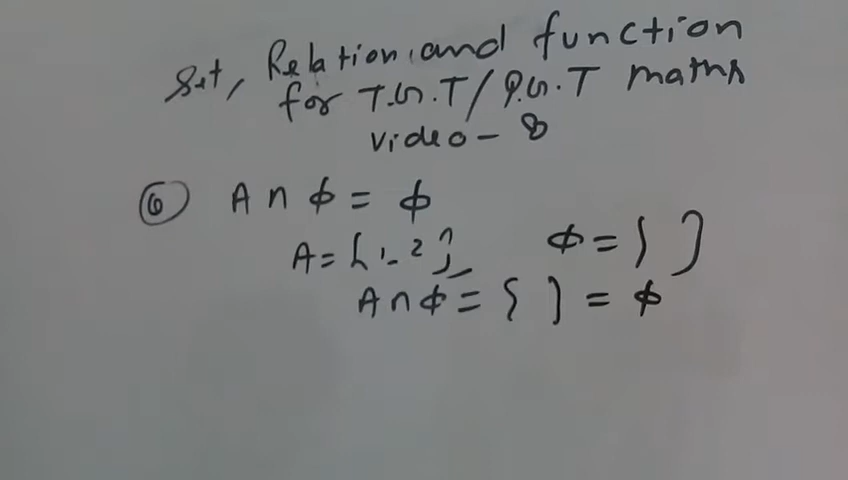 Set, Relation and function
for T.G.T/P.G.T maths
video - 8
⑥ A ∩ ϕ = ϕ
A = {1, 2} ϕ = { }
A ∩ ϕ = { } = ϕ